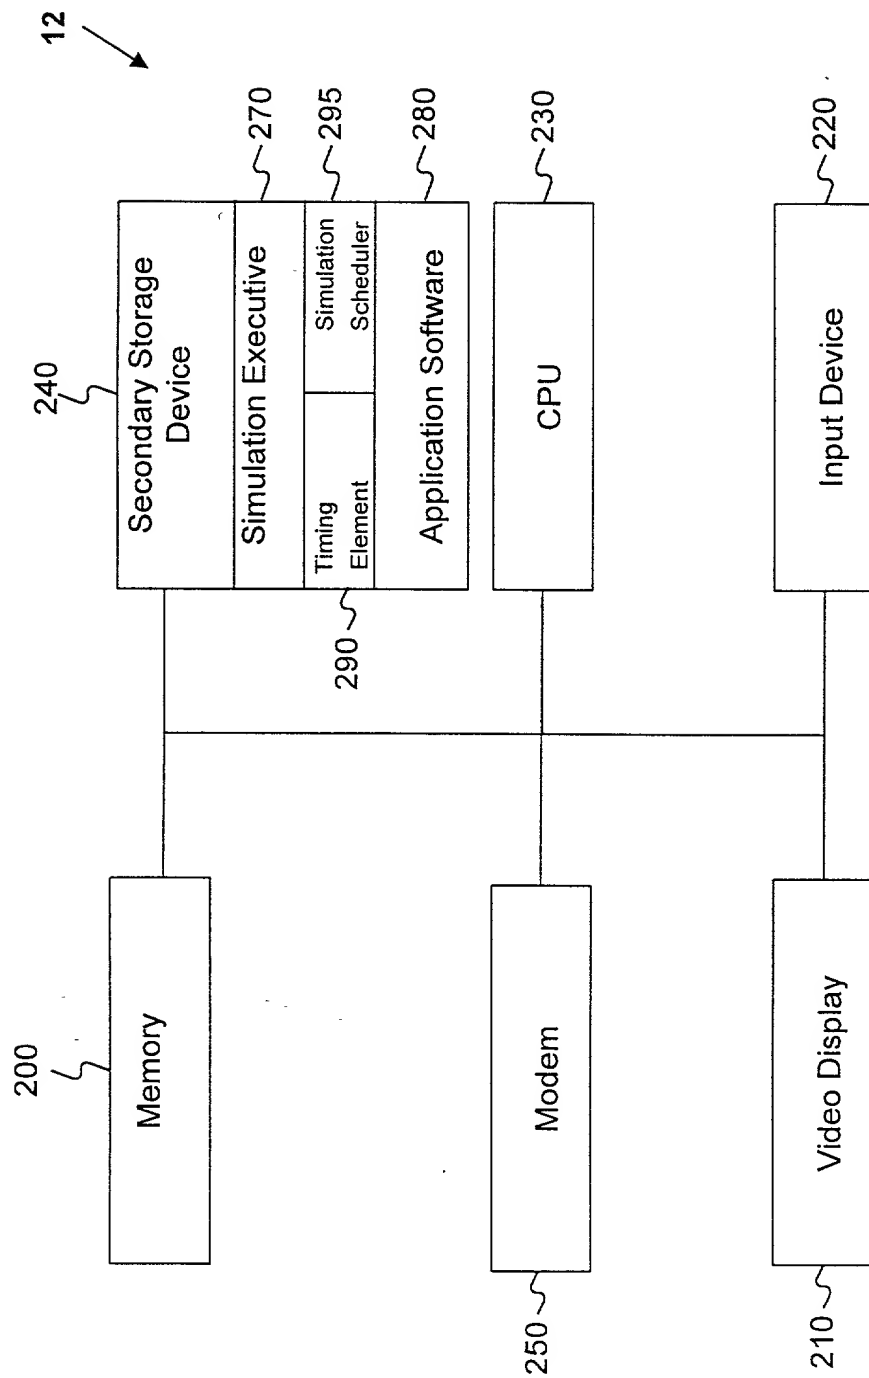 12
200
Memory
240
Secondary Storage
Device
Simulation Executive
270
Timing
Element
290
Simulation
Scheduler
295
Application Software
280
Modem
250
CPU
230
Video Display
210
Input Device
220